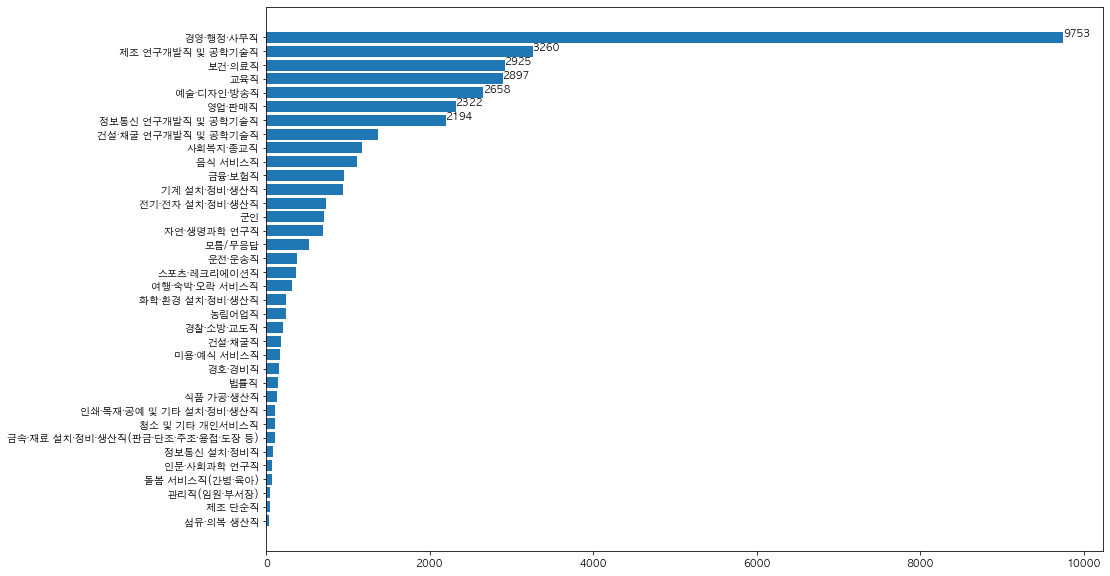 경영·행정·사무직 9753
제조 연구개발직 및 공학기술직 3260
보건·의료직 2925
교육직 2897
예술·디자인·방송직 2658
영업·판매직 2322
정보통신 연구개발직 및 공학기술직 2194
건설·채굴 연구개발직 및 공학기술직
사회복지·종교직
음식 서비스직
금융·보험직
기계 설치·정비·생산직
전기·전자 설치·정비·생산직
군인
자연·생명과학 연구직
모름/무응답
운전·운송직
스포츠·레크리에이션직
여행·숙박·오락 서비스직
화학·환경 설치·정비·생산직
농림어업직
경찰·소방·교도직
건설·채굴직
미용·예식 서비스직
경호·경비직
법률직
식품 가공·생산직
인쇄·목재·공예 및 기타 설치·정비·생산직
청소 및 기타 개인서비스직
금속·재료 설치·정비·생산직(판금·단조·주조·용접·도장 등)
정보통신 설치·정비직
인문·사회과학 연구직
돌봄 서비스직(간병·육아)
관리직(임원·부서장)
제조 단순직
섬유·의복 생산직
0 2000 4000 6000 8000 10000